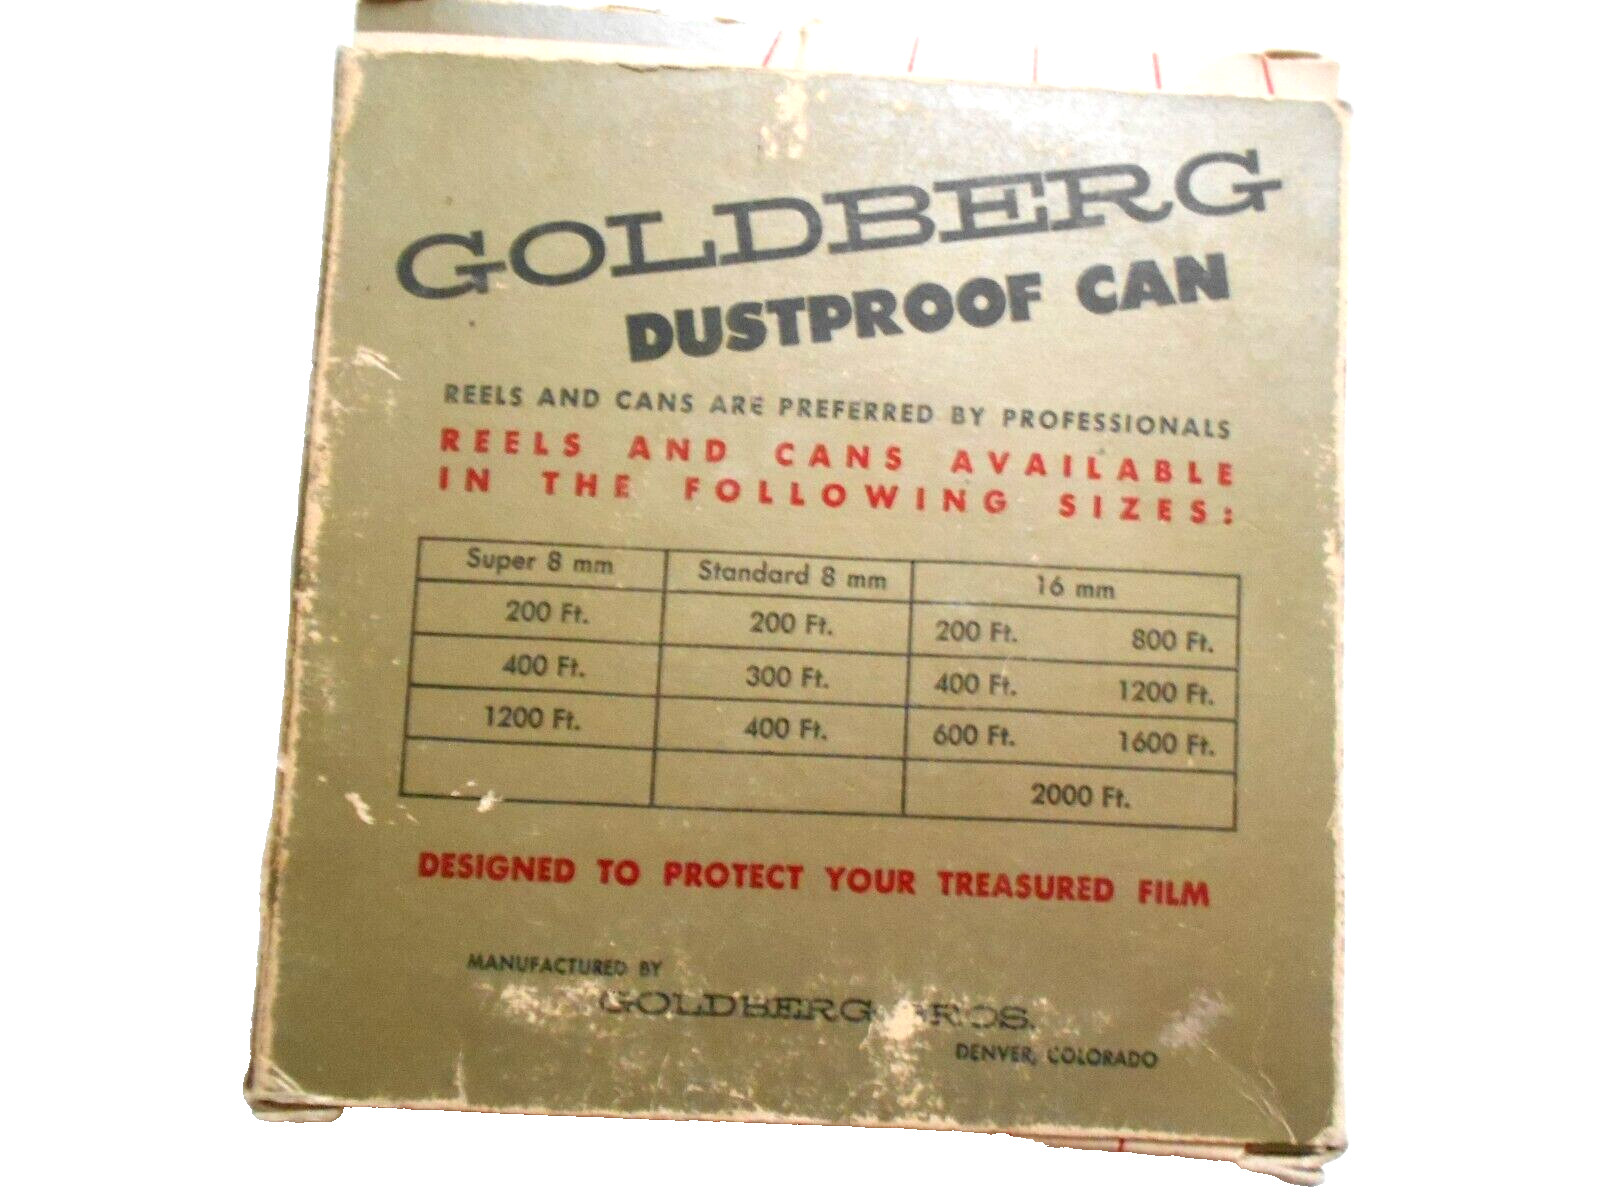 GOLDBERG
DUSTPROOF CAN
REELS AND CANS ARE PREFERRED BY PROFESSIONALS
REELS AND CANS AVAILABLE
IN THE FOLLOWING SIZES:
Super 8 mm Standard 8 mm 16 mm
200 Ft. 200 Ft. 200 Ft. 800 Ft.
400 Ft. 300 Ft. 400 Ft. 1200 Ft.
1200 Ft. 400 Ft. 600 Ft. 1600 Ft.
2000 Ft.
DESIGNED TO PROTECT YOUR TREASURED FILM
MANUFACTURED BY
GOLDBERG BROS.
DENVER, COLORADO